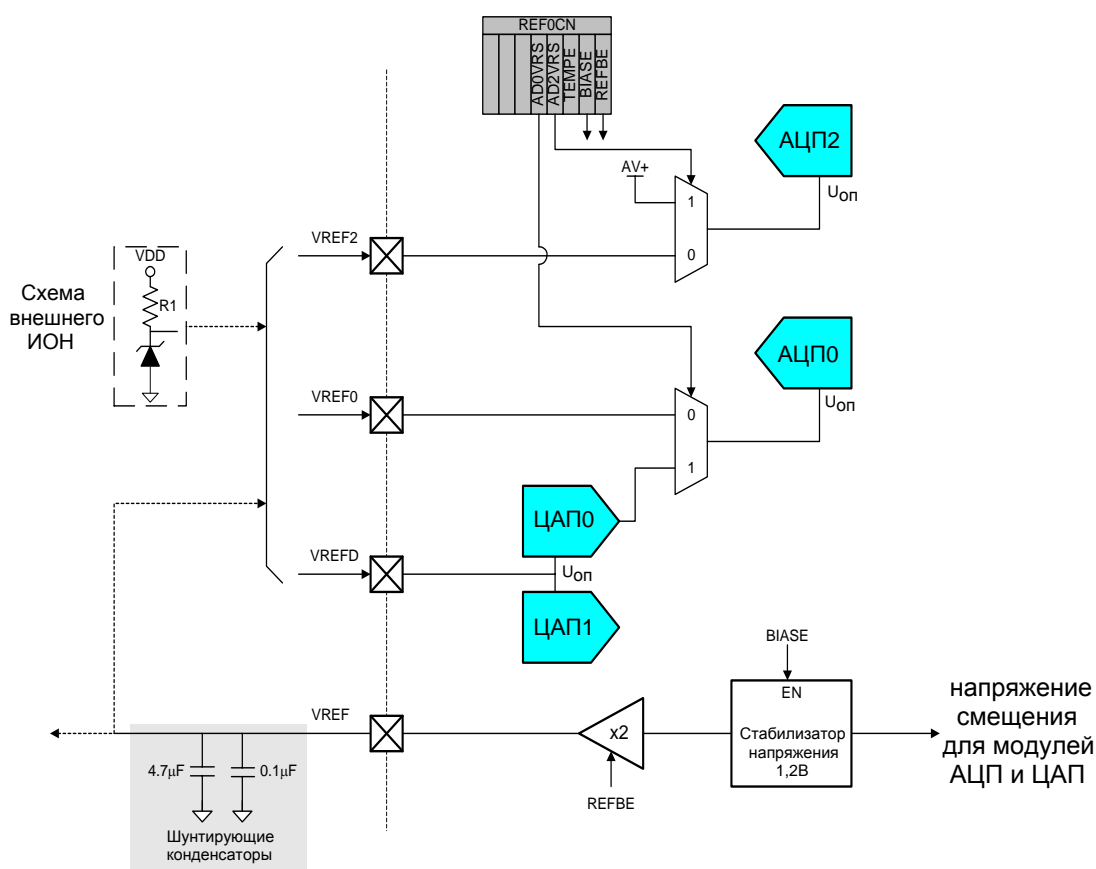 REF0CN
AD0VRS
AD2VRS
TEMPE
BIASE
REFBE
АЦП2
AV+
Uоп
1
0
VREF2
VDD
R1
Схема
внешнего
ИОН
АЦП0
Uоп
VREF0
0
1
ЦАП0
VREFD
Uоп
ЦАП1
BIASE
EN
Стабилизатор
напряжения
1,2В
напряжение
смещения
для модулей
АЦП и ЦАП
VREF
x2
REFBE
4.7µF
0.1µF
Шунтирующие
конденсаторы